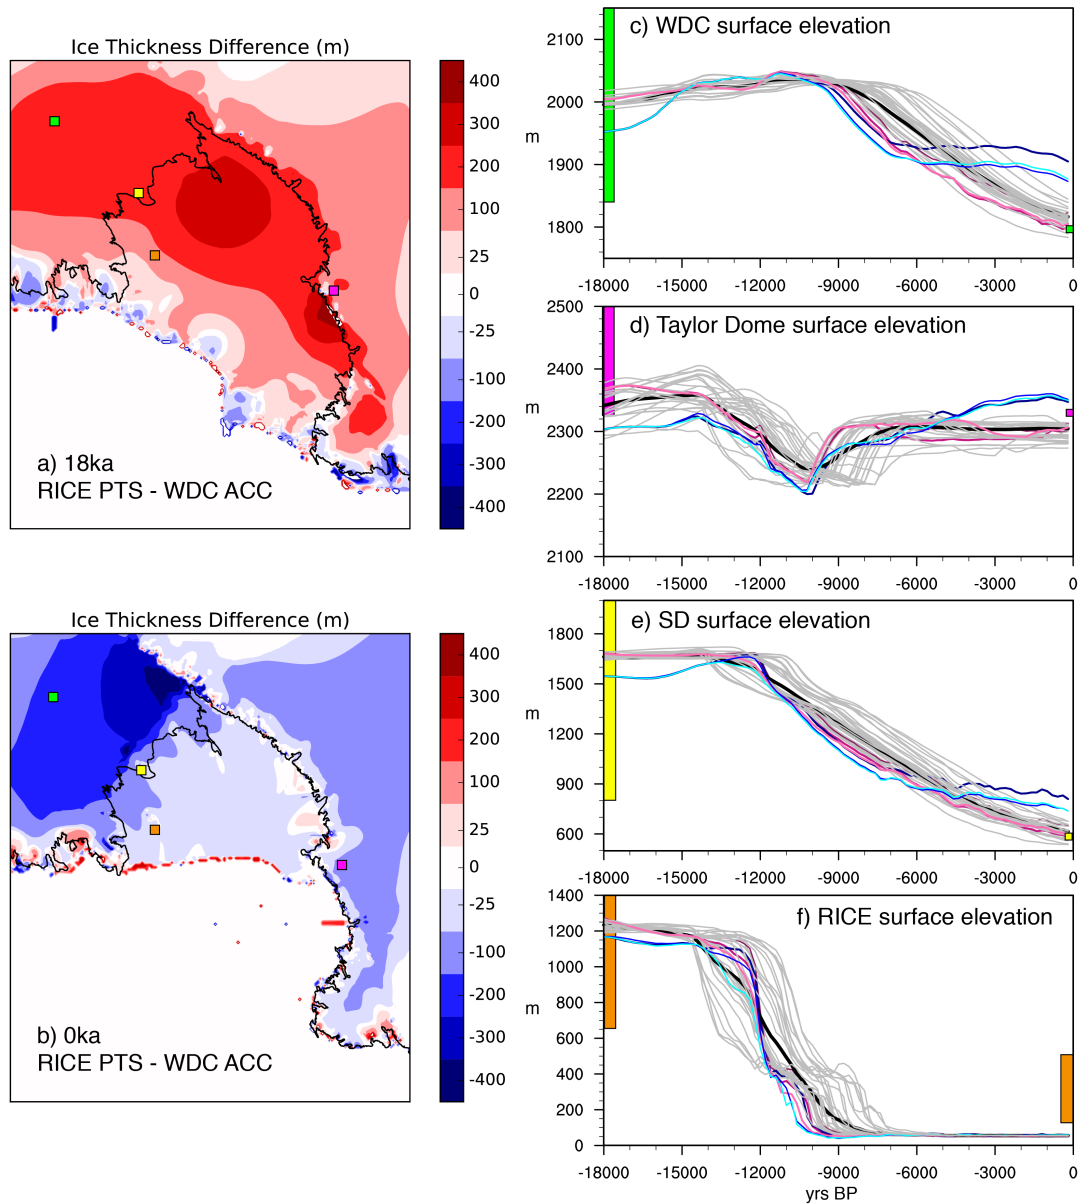 Ice Thickness Difference (m)
400
300
200
100
25
0
-25
-100
-200
-300
-400
a) 18ka
RICE PTS - WDC ACC
Ice Thickness Difference (m)
400
300
200
100
25
0
-25
-100
-200
-300
-400
b) 0ka
RICE PTS - WDC ACC
c) WDC surface elevation
2100
2000
1900
1800
m
-18000 -15000 -12000 -9000 -6000 -3000 0
d) Taylor Dome surface elevation
2500
2400
2300
2200
2100
m
-18000 -15000 -12000 -9000 -6000 -3000 0
e) SD surface elevation
1800
1500
1200
900
600
m
-18000 -15000 -12000 -9000 -6000 -3000 0
f) RICE surface elevation
1400
1200
1000
800
600
400
200
0
m
-18000 -15000 -12000 -9000 -6000 -3000 0
yrs BP